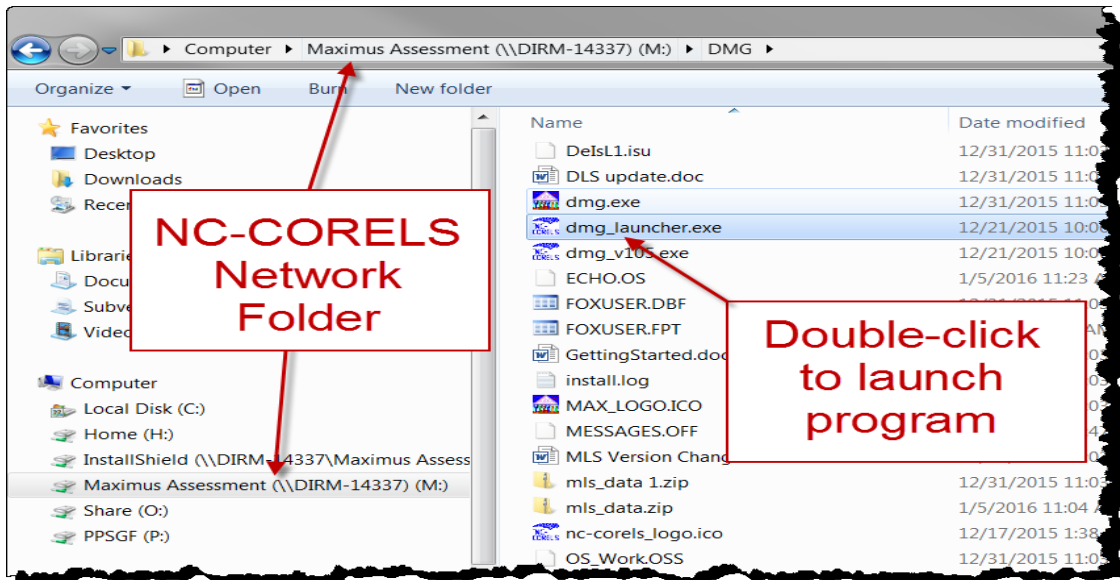 Computer ▸ Maximus Assessment (\\DIRM-14337) (M:) ▸ DMG ▸
Organize Open Burn New folder
Favorites
Desktop
Downloads
Libraries
Computer
Local Disk (C:)
Home (H:)
InstallShield (\\DIRM-14337\Maximus Assess
Maximus Assessment (\\DIRM-14337) (M:)
Share (O:)
PPSGF (P:)
NC-CORELS
Network
Folder
Name Date modified
DeIsL1.isu 12/31/2015
DLS update.doc 12/31/2015
dmg.exe 12/31/2015
dmg_launcher.exe 12/21/2015
dmg_v105.exe 12/21/2015
ECHO.OS 1/5/2016 11:23
FOXUSER.DBF
FOXUSER.FPT
GettingStarted.doc
install.log
MAX_LOGO.ICO
MESSAGES.OFF
MLS Version
mls_data 1.zip 12/31/2015 11:03
mls_data.zip 1/5/2016 11:04
nc-corels_logo.ico 12/17/2015 1:38
OS_Work.OSS 12/31/2015
Double-click
to launch
program